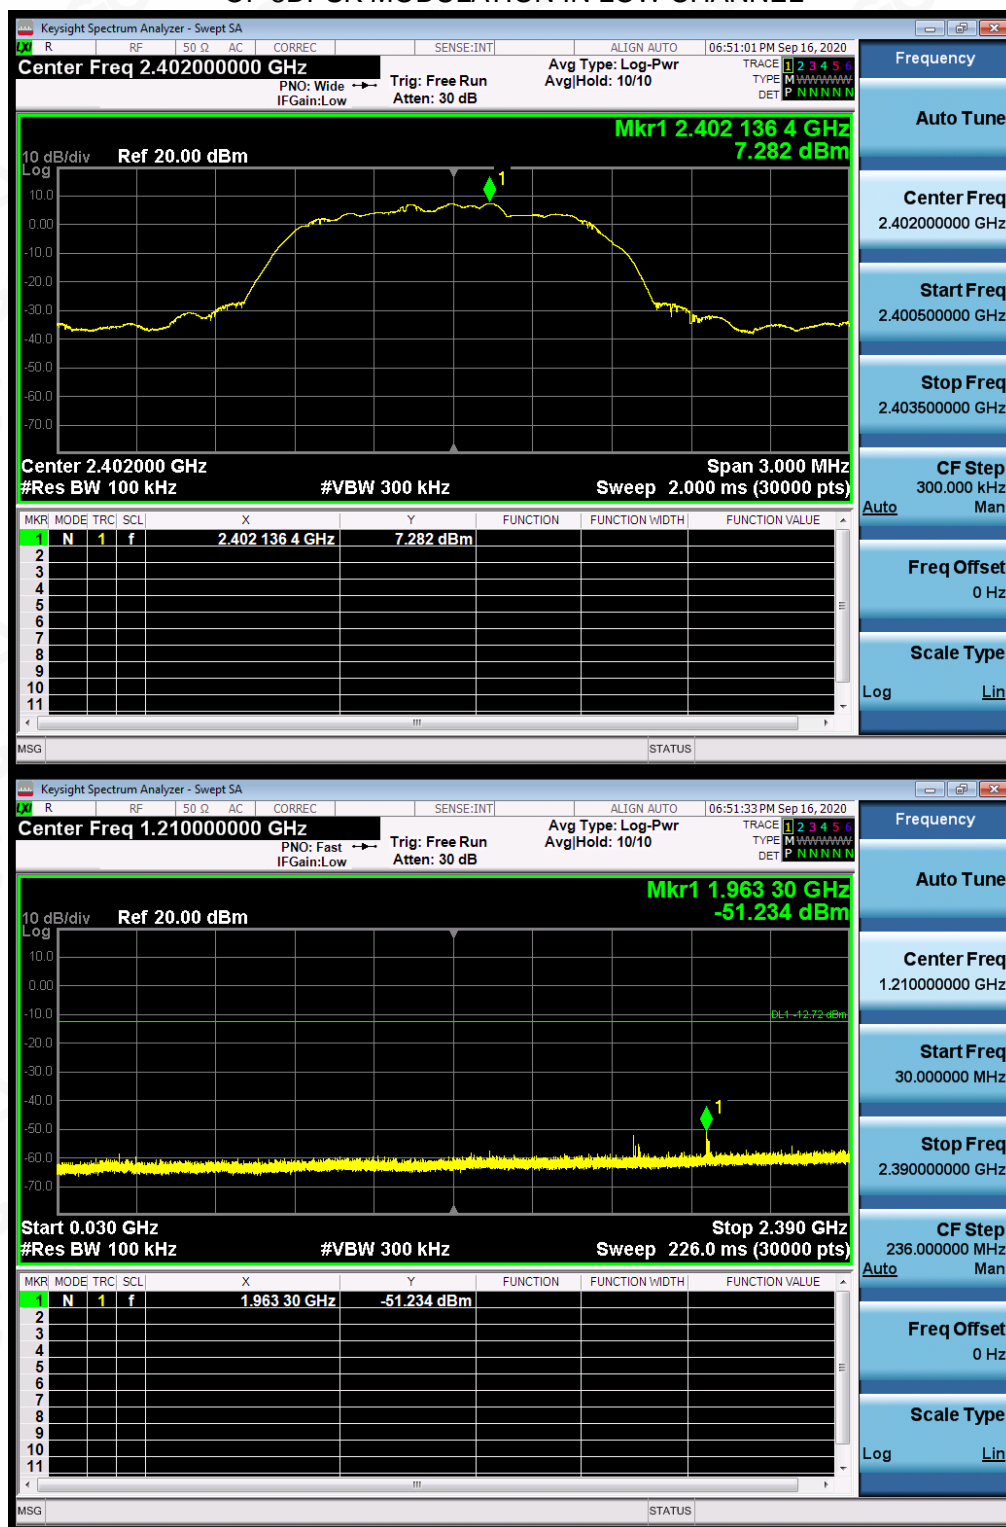 OF 8DPSK MODULATION IN LOW CHANNEL
Keysight Spectrum Analyzer - Swept SA
LXI R RF 50 Ω AC CORREC SENSE:INT ALIGN AUTO 06:51:01 PM Sep 16, 2020
Center Freq 2.402000000 GHz
PNO: Wide
IFGain:Low
Trig: Free Run
Atten: 30 dB
Avg Type: Log-Pwr
Avg|Hold: 10/10
TRACE 1 2 3 4 5 6
TYPE M WWWWW
DET P N N N N N
Mkr1 2.402 136 4 GHz
7.282 dBm
10 dB/div Ref 20.00 dBm
Log
10.0
0.00
-10.0
-20.0
-30.0
-40.0
-50.0
-60.0
-70.0
1
Center 2.402000 GHz Span 3.000 MHz
#Res BW 100 kHz #VBW 300 kHz Sweep 2.000 ms (30000 pts)
MKR MODE TRC SCL X Y FUNCTION FUNCTION WIDTH FUNCTION VALUE
1 N 1 f 2.402 136 4 GHz 7.282 dBm
2
3
4
5
6
7
8
9
10
11
MSG STATUS
Frequency
Auto Tune
Center Freq
2.402000000 GHz
Start Freq
2.400500000 GHz
Stop Freq
2.403500000 GHz
CF Step
300.000 kHz
Auto Man
Freq Offset
0 Hz
Scale Type
Log Lin
Keysight Spectrum Analyzer - Swept SA
LXI R RF 50 Ω AC CORREC SENSE:INT ALIGN AUTO 06:51:33 PM Sep 16, 2020
Center Freq 1.210000000 GHz
PNO: Fast
IFGain:Low
Trig: Free Run
Atten: 30 dB
Avg Type: Log-Pwr
Avg|Hold: 10/10
TRACE 1 2 3 4 5 6
TYPE M WWWWW
DET P N N N N N
Mkr1 1.963 30 GHz
-51.234 dBm
10 dB/div Ref 20.00 dBm
Log
10.0
0.00
-10.0
-20.0
-30.0
-40.0
-50.0
-60.0
-70.0
DL1 -12.72 dBm
1
Start 0.030 GHz Stop 2.390 GHz
#Res BW 100 kHz #VBW 300 kHz Sweep 226.0 ms (30000 pts)
MKR MODE TRC SCL X Y FUNCTION FUNCTION WIDTH FUNCTION VALUE
1 N 1 f 1.963 30 GHz -51.234 dBm
2
3
4
5
6
7
8
9
10
11
MSG STATUS
Frequency
Auto Tune
Center Freq
1.210000000 GHz
Start Freq
30.000000 MHz
Stop Freq
2.390000000 GHz
CF Step
236.000000 MHz
Auto Man
Freq Offset
0 Hz
Scale Type
Log Lin